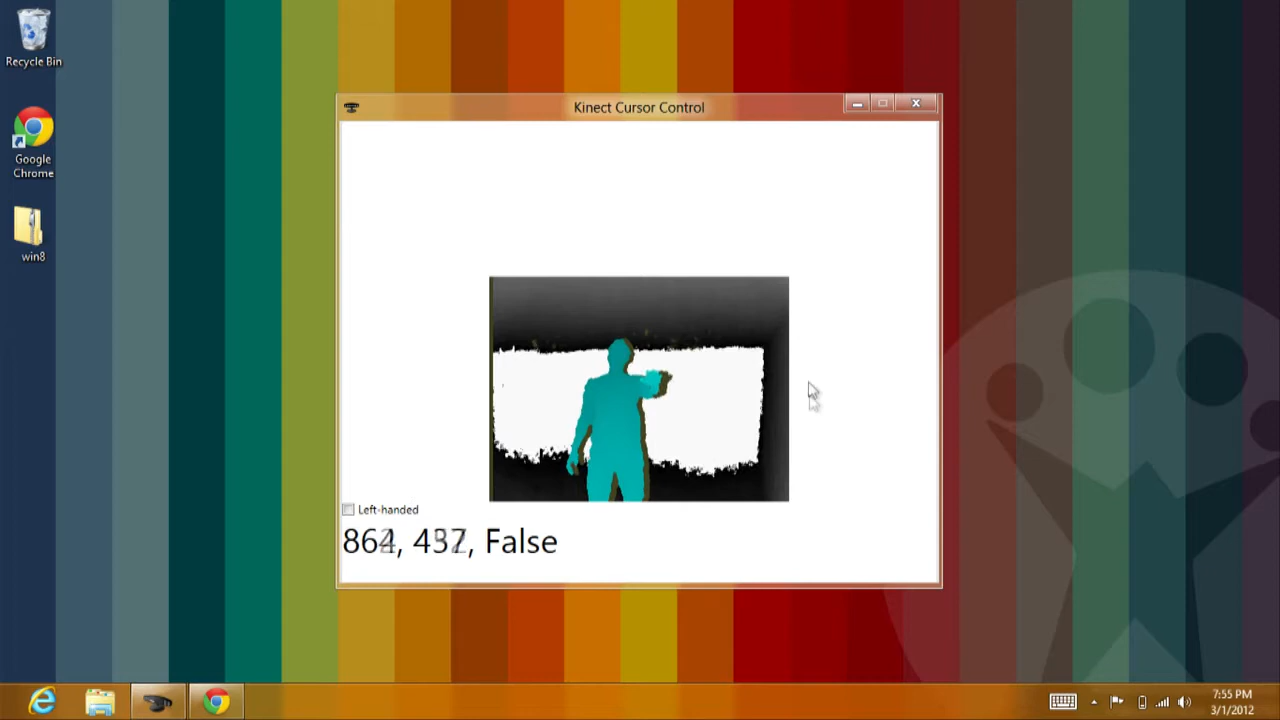 Recycle Bin
Google
Chrome
win8
Kinect Cursor Control
Left-handed
864, 437, False
7:55 PM
3/1/2012